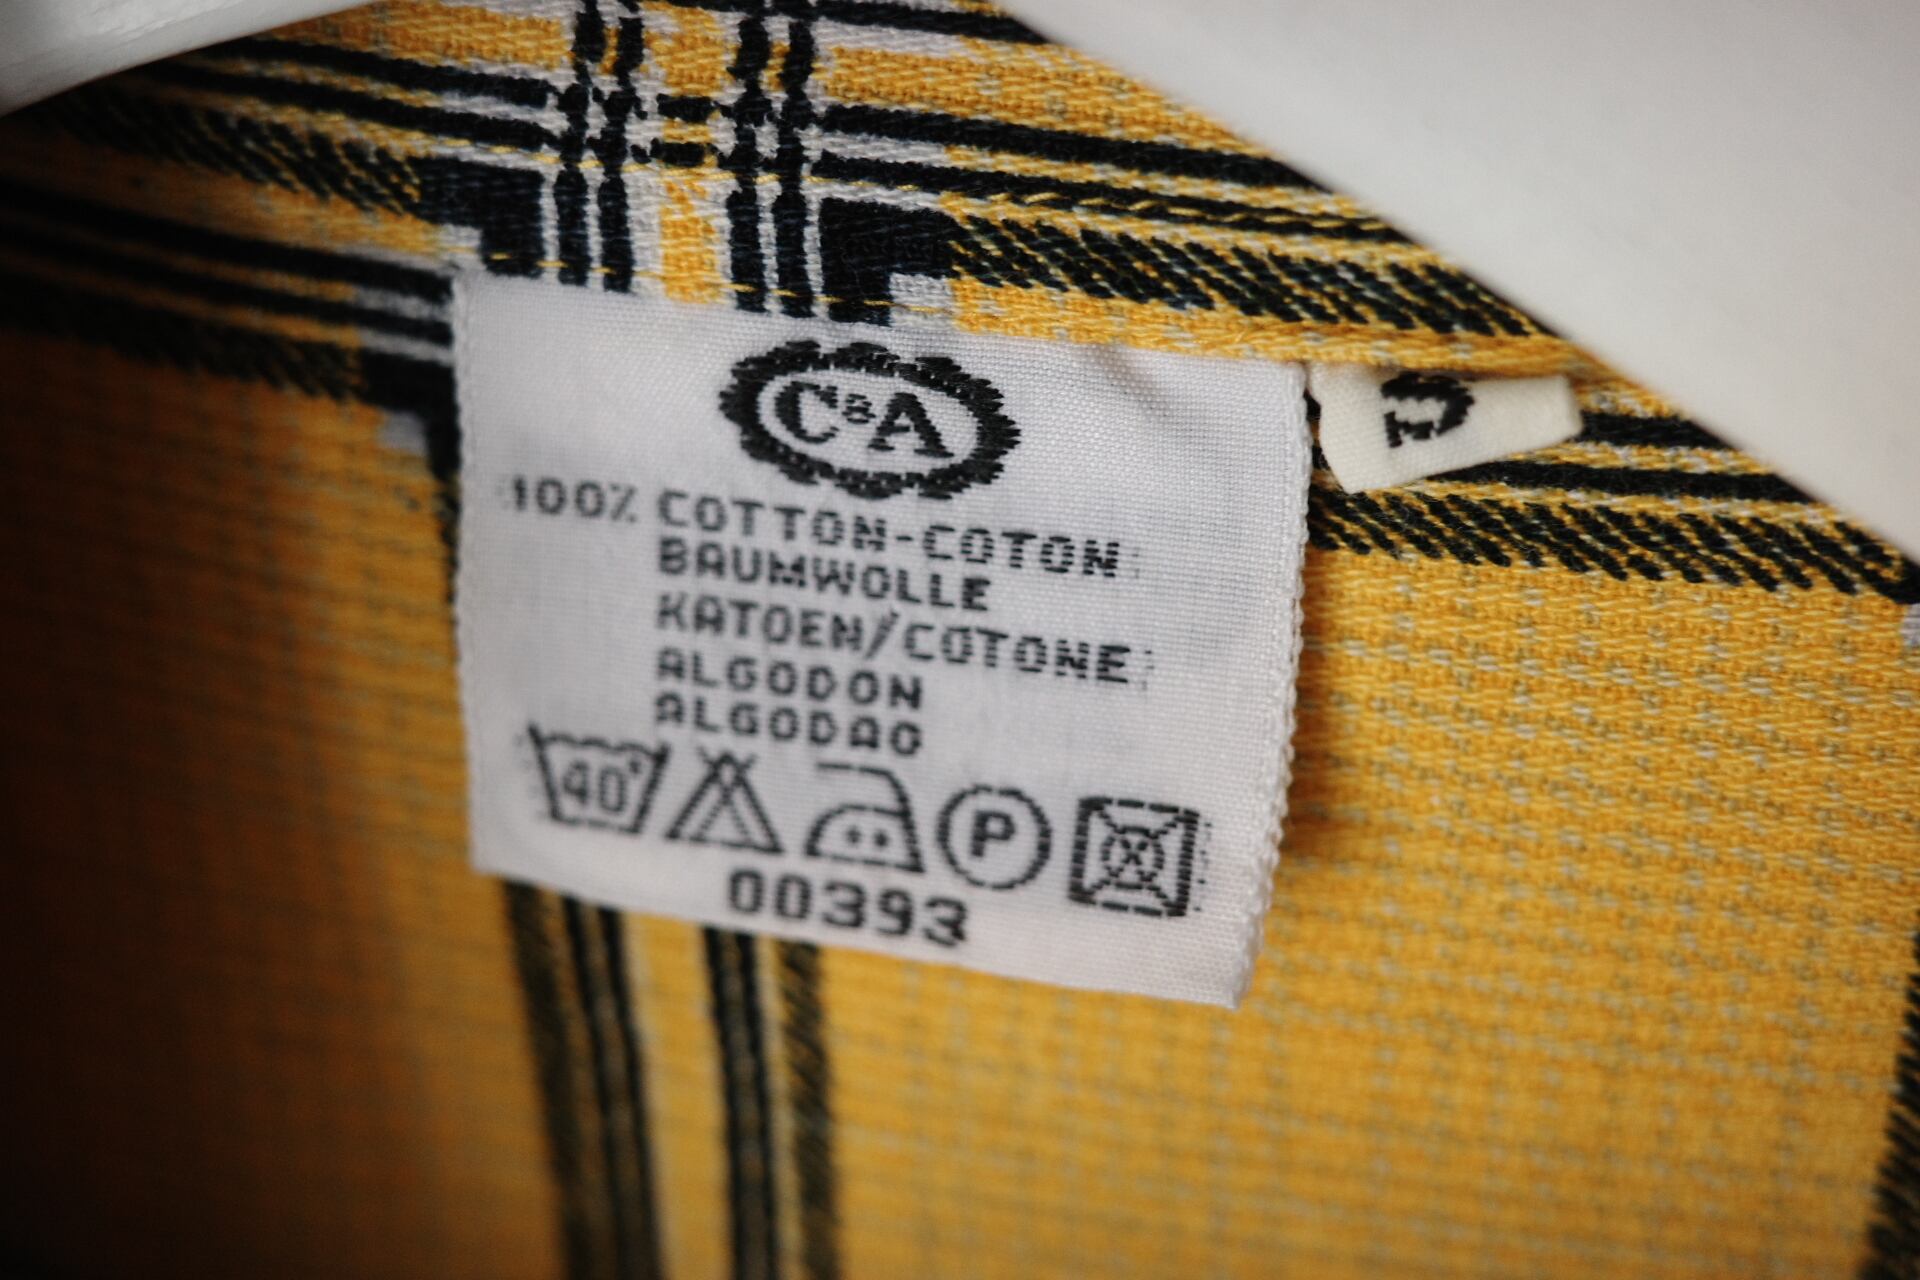 C&A
100% COTTON-COTON
BAUMWOLLE
KATOEN/COTONE
ALGODON
ALGODAO
40°
P
00393